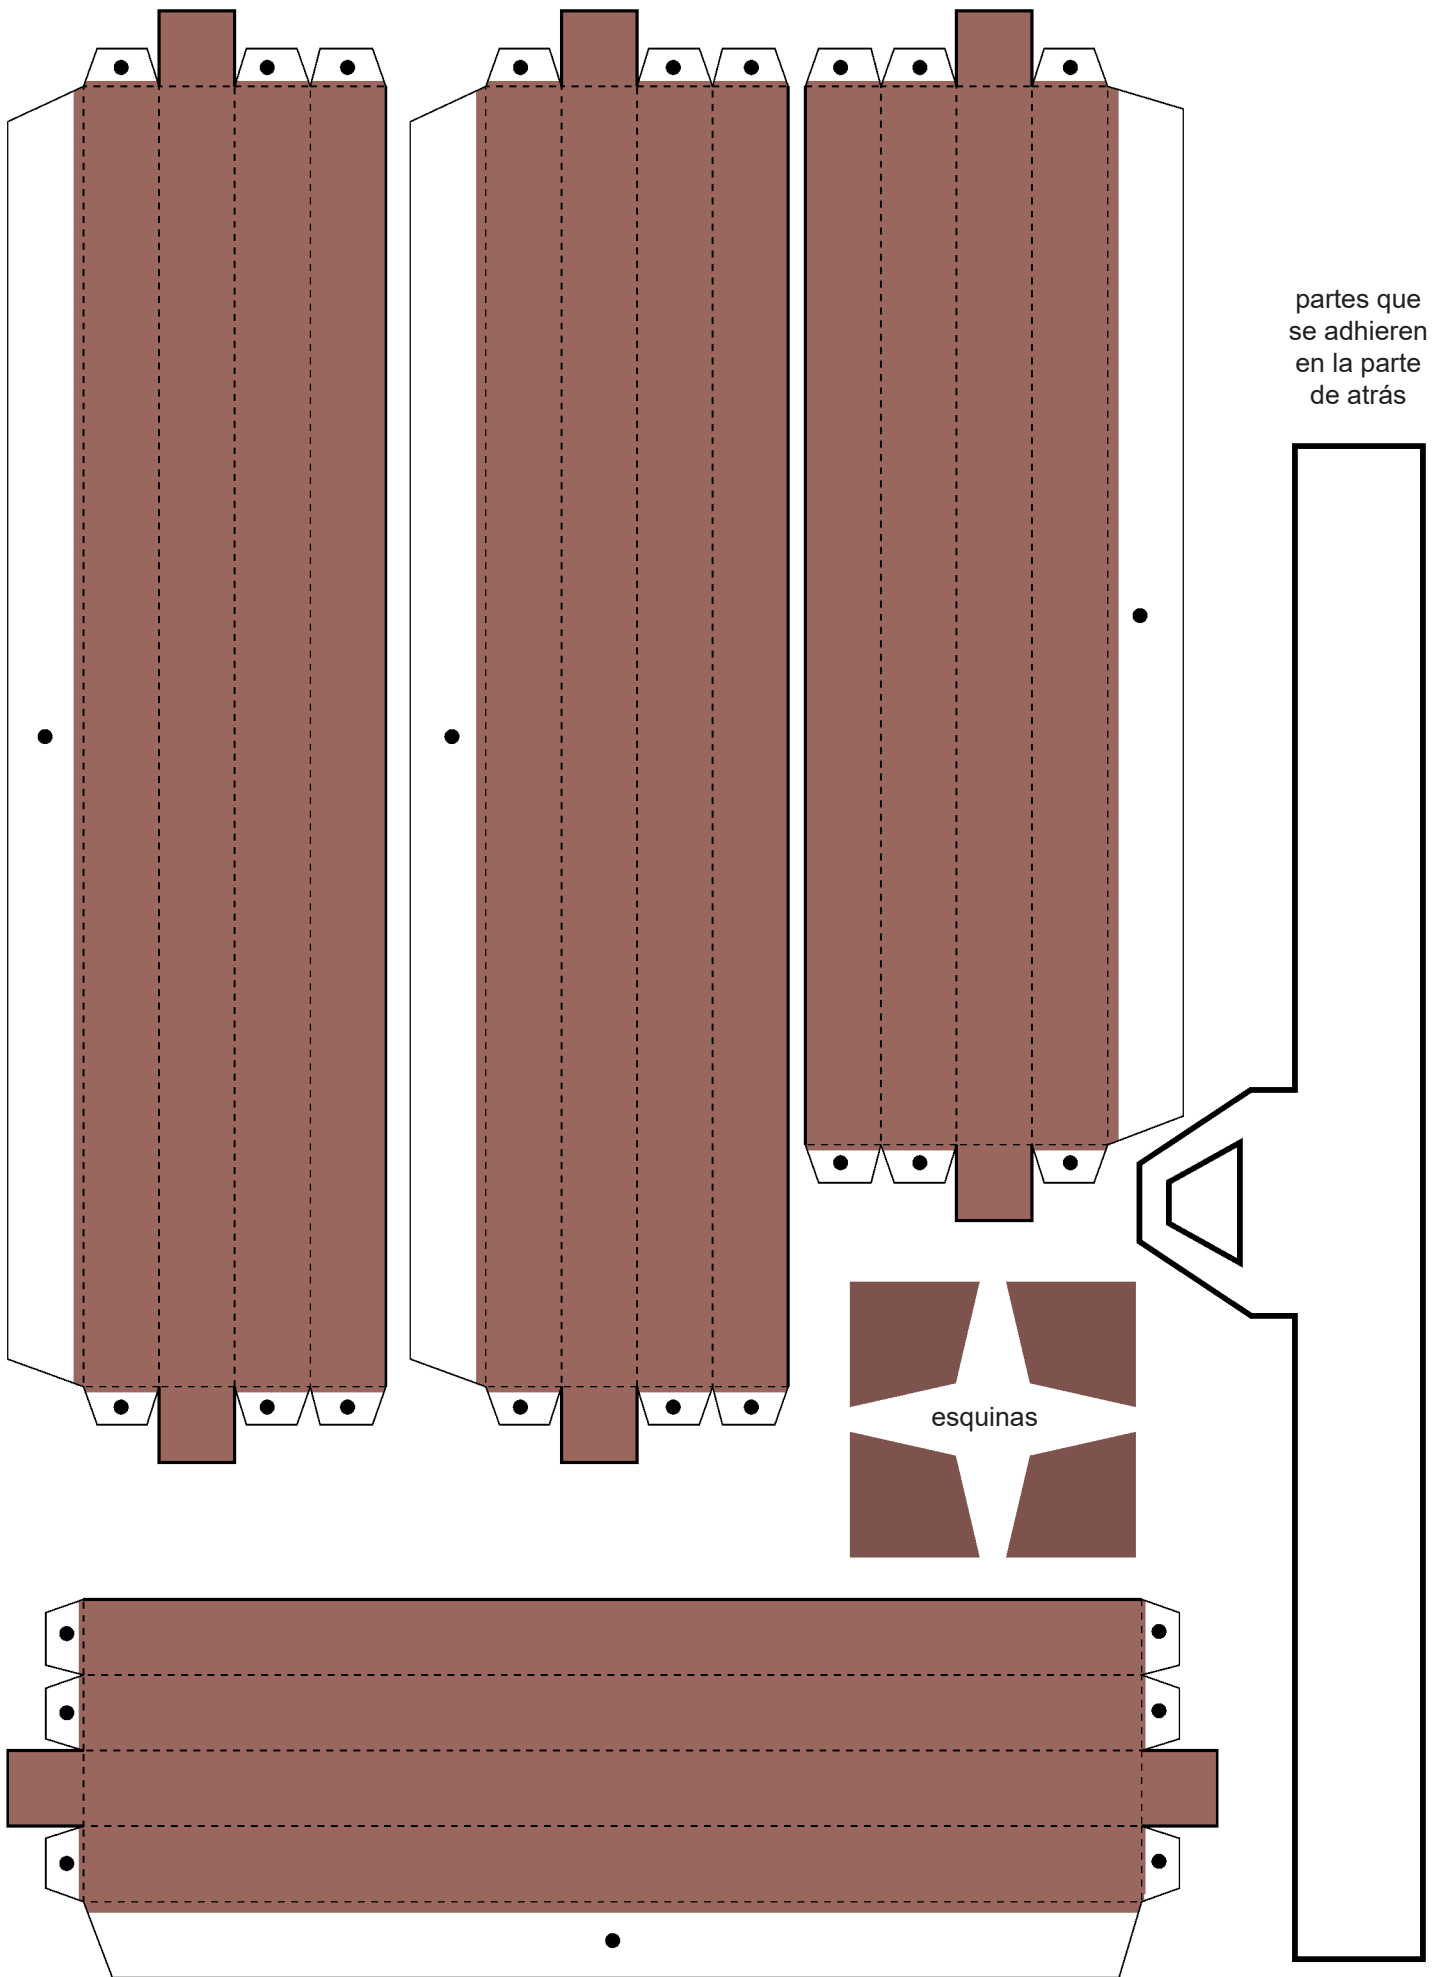 partes que
se adhieren
en la parte
de atrás
esquinas